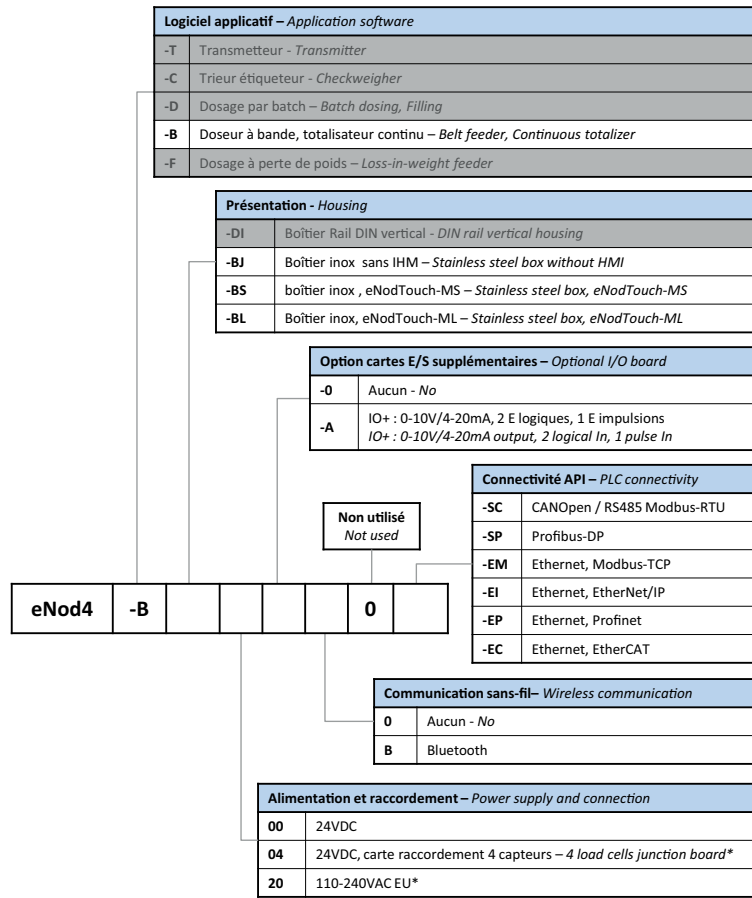 Logiciel applicatif – Application software
-T Transmetteur - Transmitter
-C Trieur étiqueteur - Checkweigher
-D Dosage par batch – Batch dosing, Filling
-B Doseur à bande, totalisateur continu – Belt feeder, Continuous totalizer
-F Dosage à perte de poids – Loss-in-weight feeder
Présentation - Housing
-DI Boîtier Rail DIN vertical - DIN rail vertical housing
-BJ Boîtier inox sans IHM – Stainless steel box without HMI
-BS boîtier inox , eNodTouch-MS – Stainless steel box, eNodTouch-MS
-BL Boîtier inox, eNodTouch-ML – Stainless steel box, eNodTouch-ML
Option cartes E/S supplémentaires – Optional I/O board
-0 Aucun - No
-A IO+ : 0-10V/4-20mA, 2 E logiques, 1 E impulsions
IO+ : 0-10V/4-20mA output, 2 logical In, 1 pulse In
Connectivité API – PLC connectivity
-SC CANOpen / RS485 Modbus-RTU
-SP Profibus-DP
-EM Ethernet, Modbus-TCP
-EI Ethernet, EtherNet/IP
-EP Ethernet, Profinet
-EC Ethernet, EtherCAT
Non utilisé
Not used
eNod4 -B 0
Communication sans-fil– Wireless communication
0 Aucun - No
B Bluetooth
Alimentation et raccordement – Power supply and connection
00 24VDC
04 24VDC, carte raccordement 4 capteurs – 4 load cells junction board*
20 110-240VAC EU*